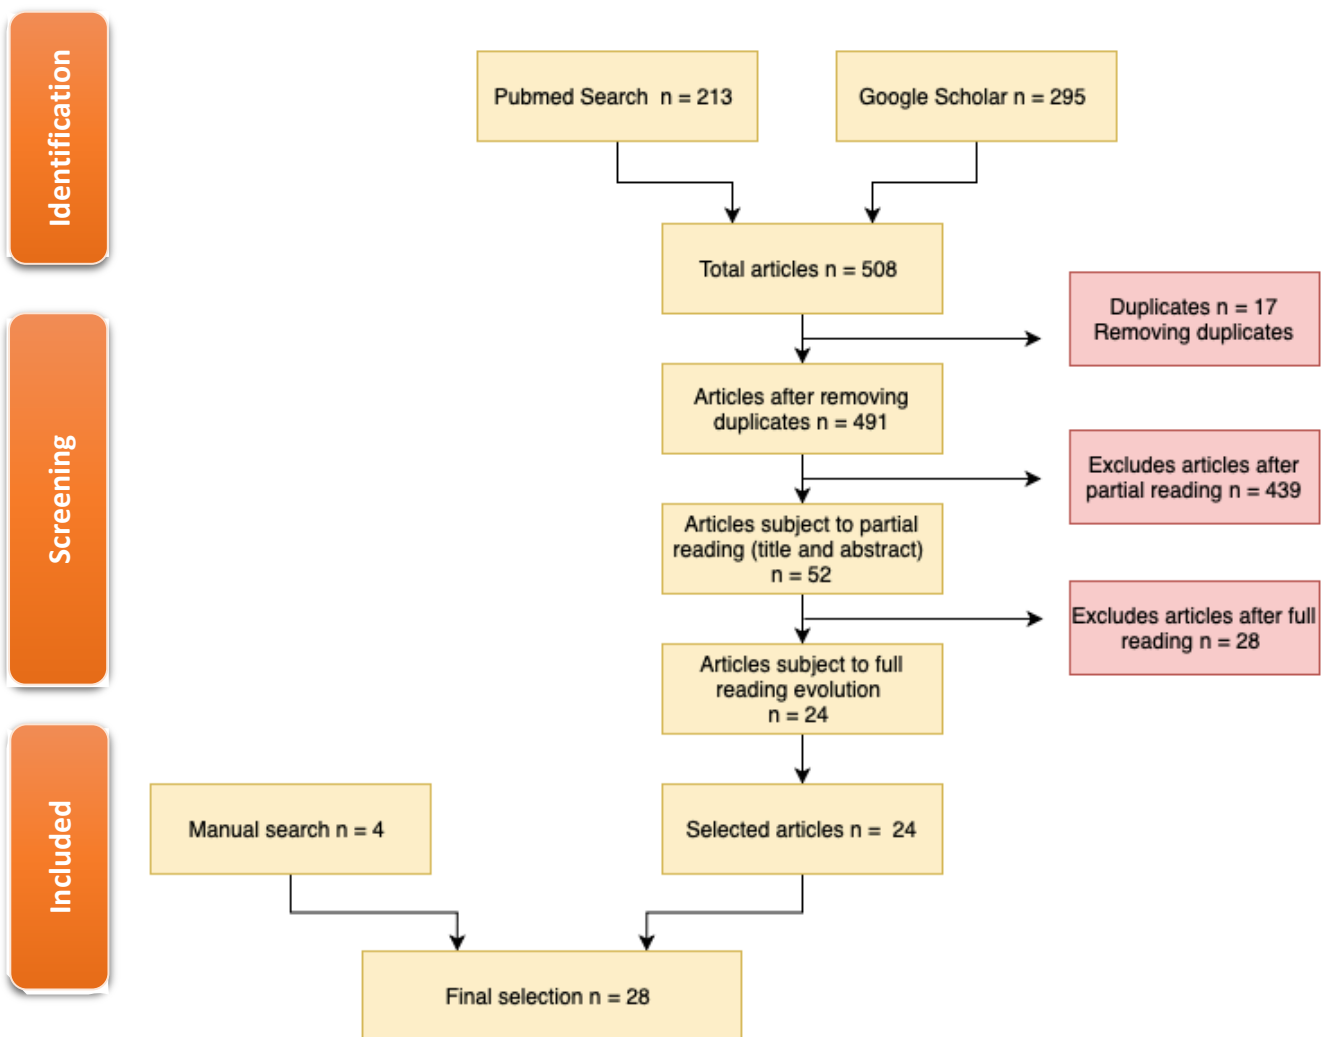 Identification
Pubmed Search  n = 213
Google Scholar n = 295
Total articles n = 508
Duplicates n = 17
Removing duplicates
Screening
Articles after removing
duplicates n = 491
Excludes articles after
partial reading n = 439
Articles subject to partial
reading (title and abstract)
n = 52
Excludes articles after full
reading n = 28
Articles subject to full
reading evolution
n = 24
Included
Manual search n = 4
Selected articles n =  24
Final selection n = 28